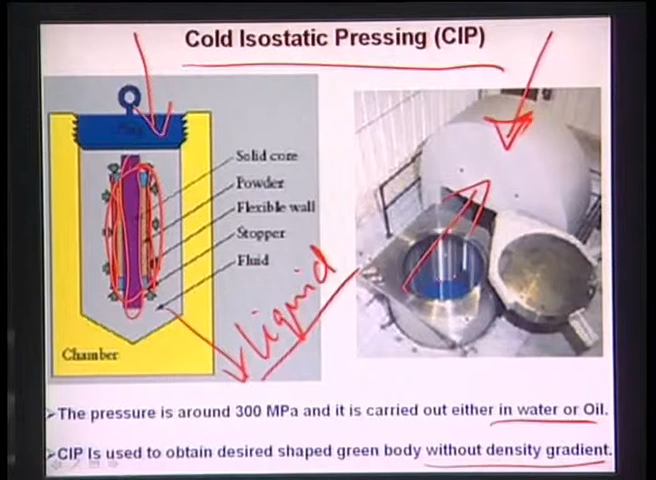 Cold Isostatic Pressing (CIP)
Plug
Solid core
Powder
Flexible wall
Stopper
Fluid
liquid
Chamber
➢The pressure is around 300 MPa and it is carried out either in water or Oil.
➢CIP Is used to obtain desired shaped green body without density gradient.